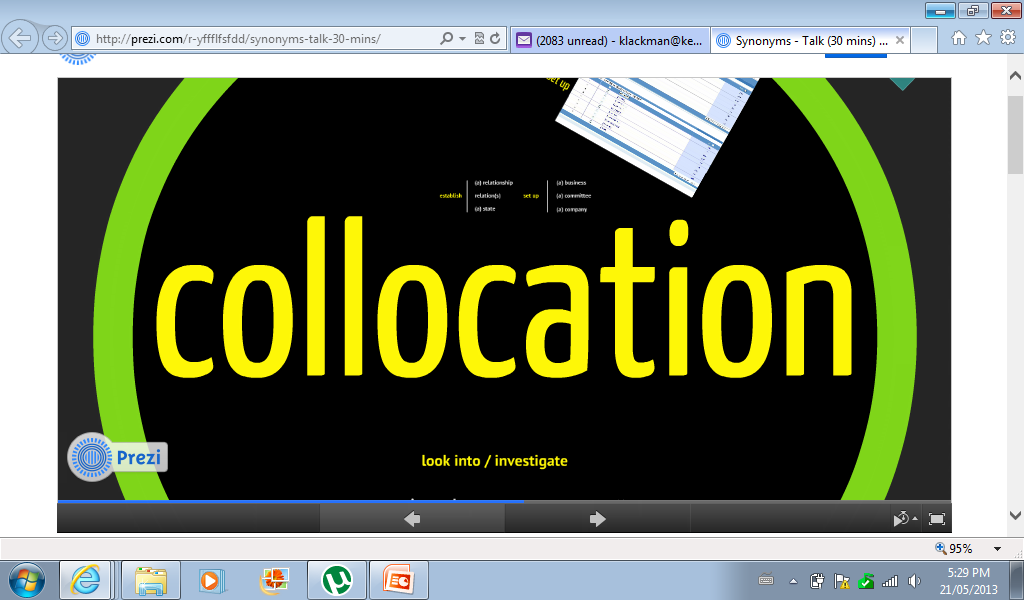 http://prezi.com/r-yffflfsfdd/synonyms-talk-30-mins/
(2083 unread) - klackman@ke...
Synonyms - Talk (30 mins) ...
set up
establish
(a) relationship
relation(s)
(a) state
set up
(a) business
(a) committee
(a) company
collocation
Prezi
look into / investigate
95%
5:29 PM
21/05/2013